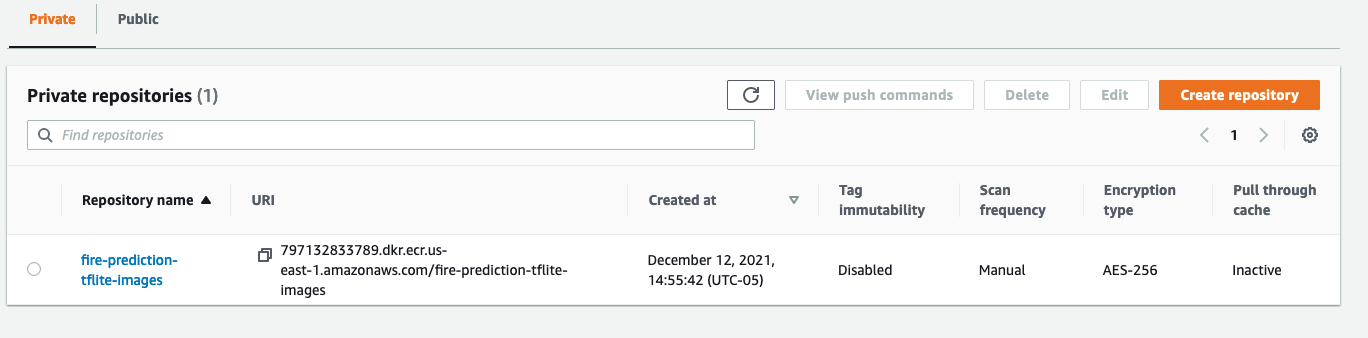 Private Public
Private repositories (1) View push commands Delete Edit Create repository
Find repositories 1
Repository name URI Created at Tag immutability Scan frequency Encryption type Pull through cache
fire-prediction-
tflite-images
797132833789.dkr.ecr.us-
east-1.amazonaws.com/fire-prediction-tflite-
images
December 12, 2021,
14:55:42 (UTC-05)
Disabled
Manual
AES-256
Inactive